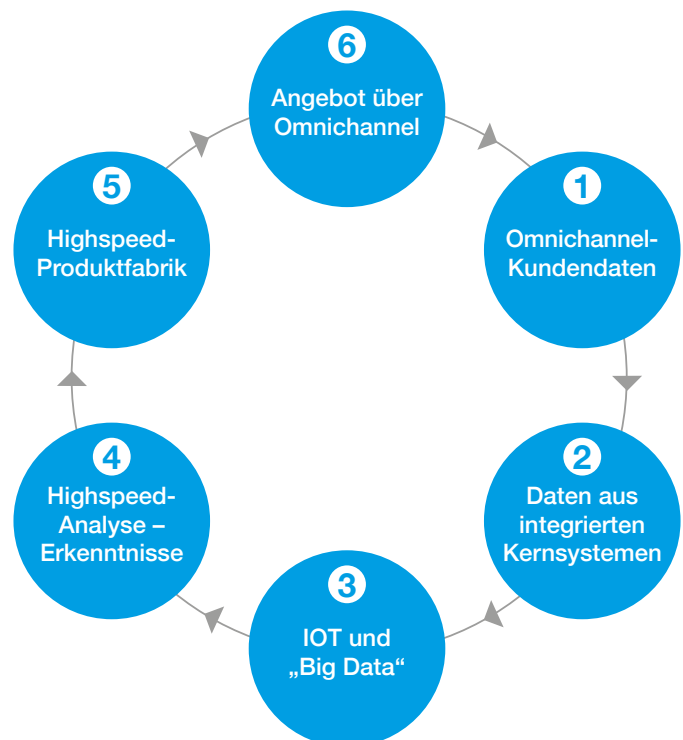 6
Angebot über
Omnichannel
1
Omnichannel-
Kundendaten
2
Daten aus
integrierten
Kernsystemen
3
IOT und
„Big Data“
4
Highspeed-
Analyse –
Erkenntnisse
5
Highspeed-
Produktfabrik